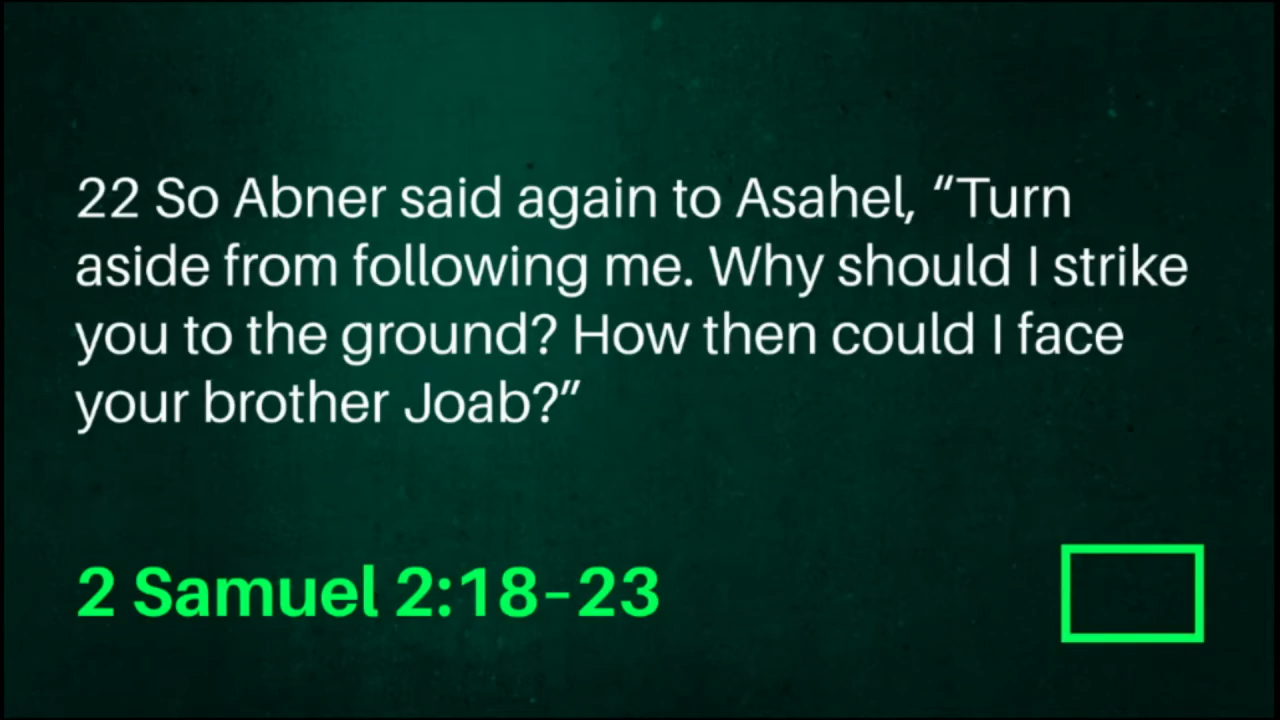 22 So Abner said again to Asahel, “Turn
aside from following me. Why should I strike
you to the ground? How then could I face
your brother Joab?”
2 Samuel 2:18–23